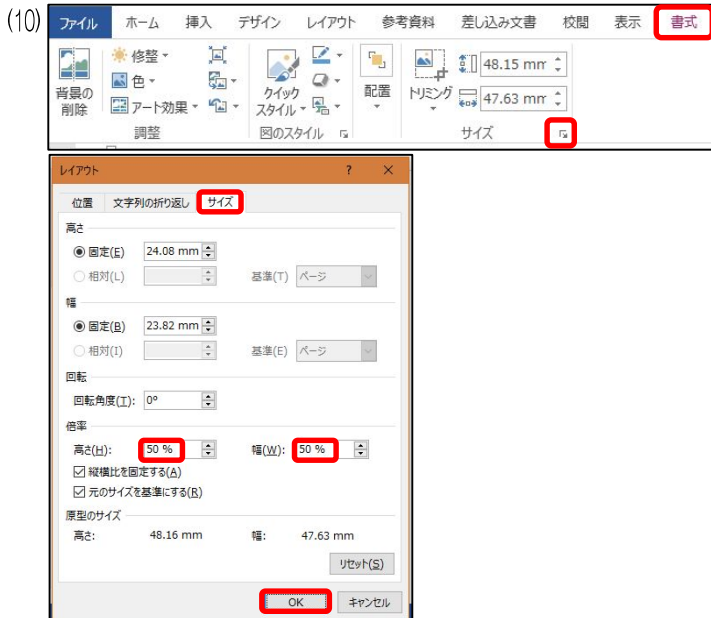 (10)
ファイル ホーム 挿入 デザイン レイアウト 参考資料 差し込み文書 校閲 表示 書式
背景の削除
修整
色
アート効果
調整
クイックスタイル
図のスタイル
配置
トリミング
48.15 mm
47.63 mm
サイズ
レイアウト ? ×
位置 文字列の折り返し サイズ
高さ
固定(E) 24.08 mm
相対(L) 基準(T) ページ
幅
固定(B) 23.82 mm
相対(I) 基準(E) ページ
回転
回転角度(T): 0°
倍率
高さ(H): 50 % 幅(W): 50 %
縦横比を固定する(A)
元のサイズを基準にする(R)
原型のサイズ
高さ: 48.16 mm 幅: 47.63 mm
リセット(S)
OK キャンセル